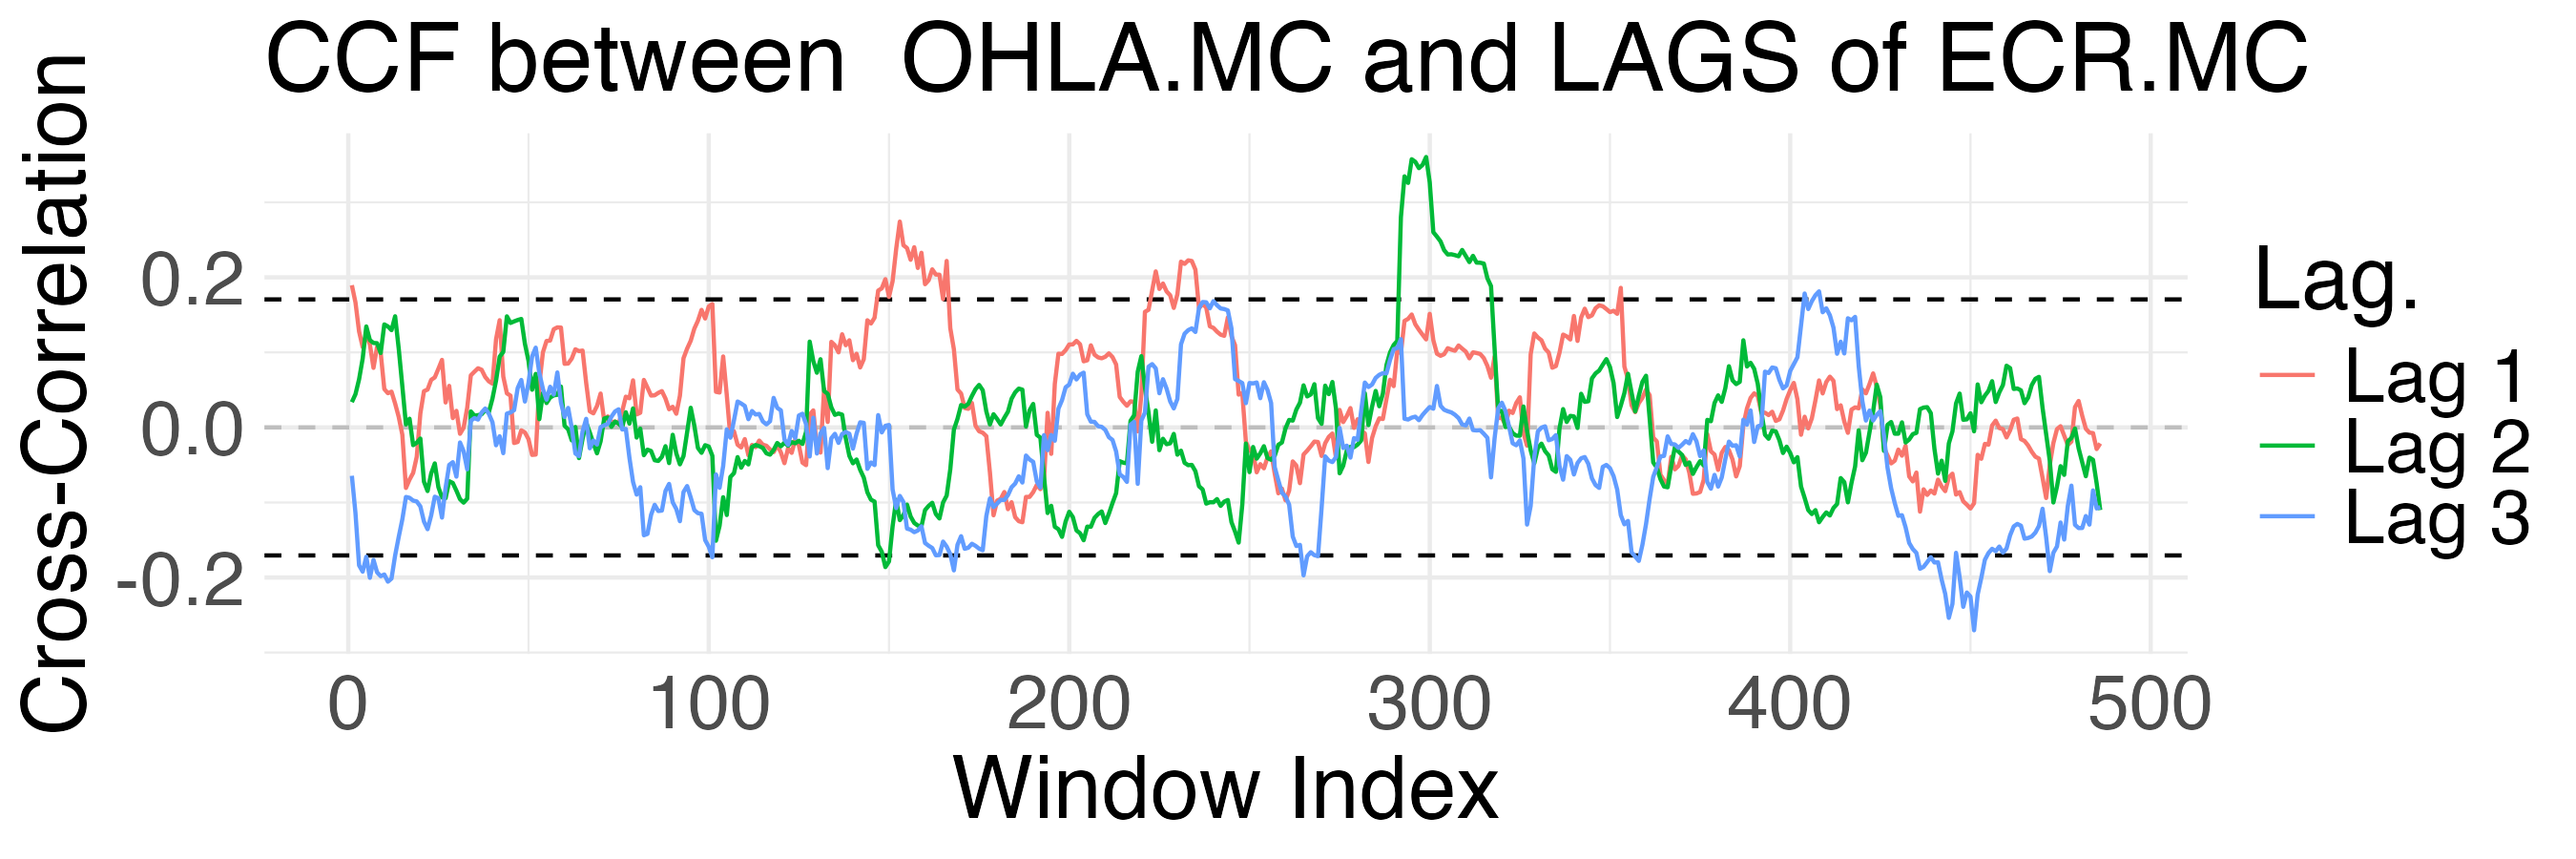 CCF between  OHLA.MC and LAGS of ECR.MC
Cross-Correlation
0.2
0.0
-0.2
0 100 200 300 400 500
Window Index
Lag.
Lag 1
Lag 2
Lag 3